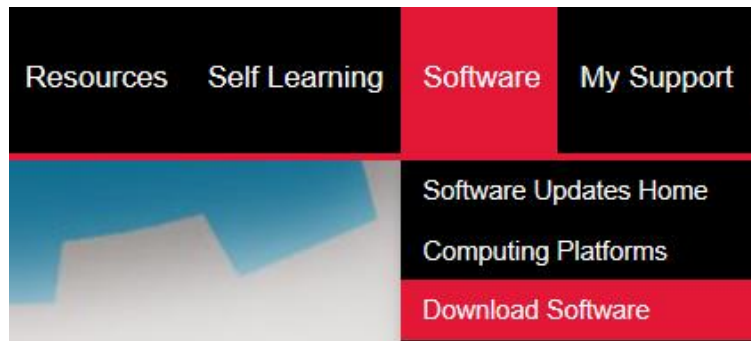 Resources Self Learning Software My Support
Software Updates Home
Computing Platforms
Download Software